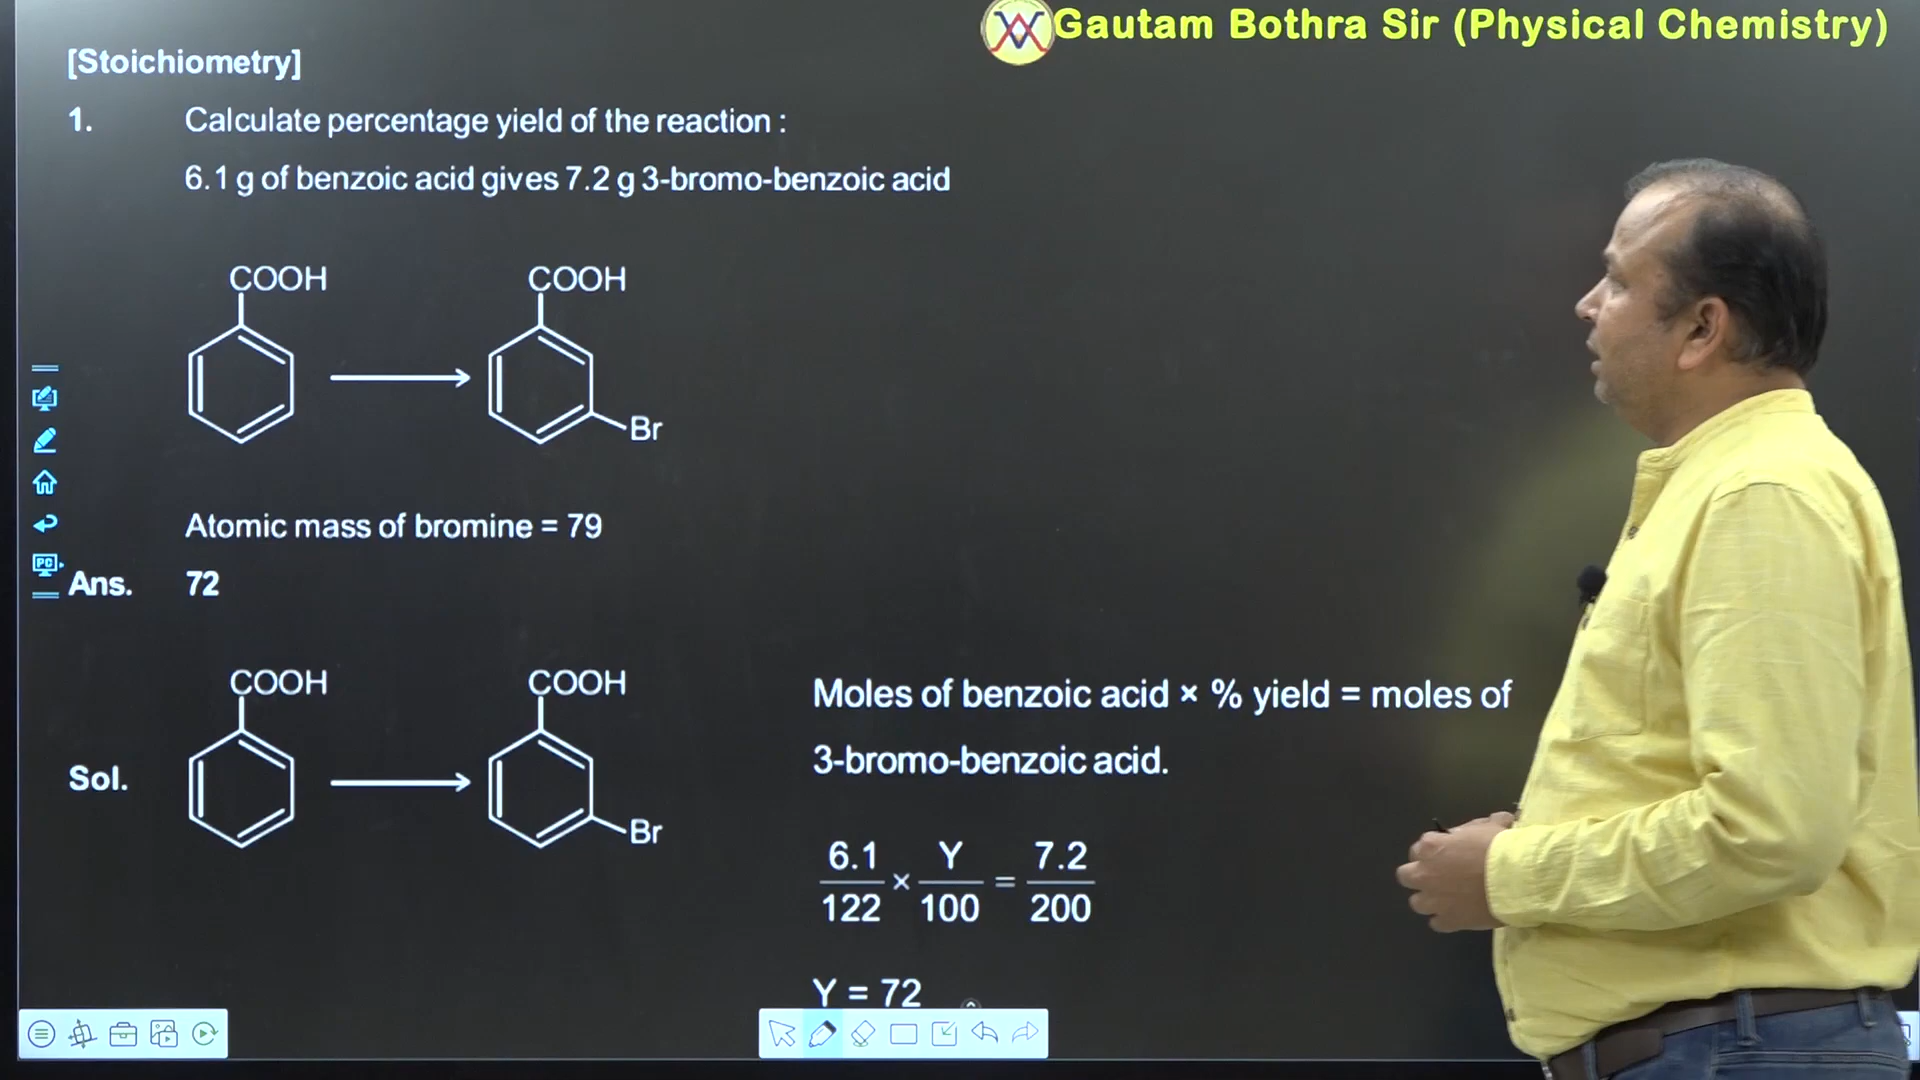 Gautam Bothra Sir (Physical Chemistry)
[Stoichiometry]
1. Calculate percentage yield of the reaction :
6.1 g of benzoic acid gives 7.2 g 3-bromo-benzoic acid
COOH COOH
Br
Atomic mass of bromine = 79
PC
Ans. 72
COOH COOH
Moles of benzoic acid × % yield = moles of
3-bromo-benzoic acid.
Sol.
Br
6.1/122 × Y/100 = 7.2/200
Y = 72